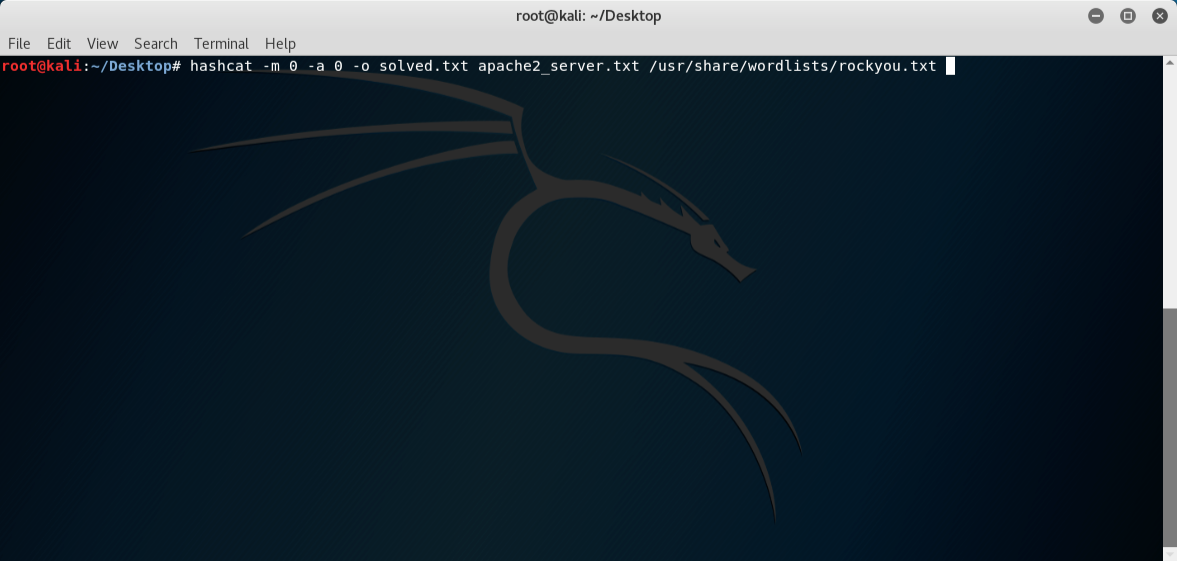 root@kali: ~/Desktop
File Edit View Search Terminal Help
root@kali:~/Desktop# hashcat -m 0 -a 0 -o solved.txt apache2_server.txt /usr/share/wordlists/rockyou.txt